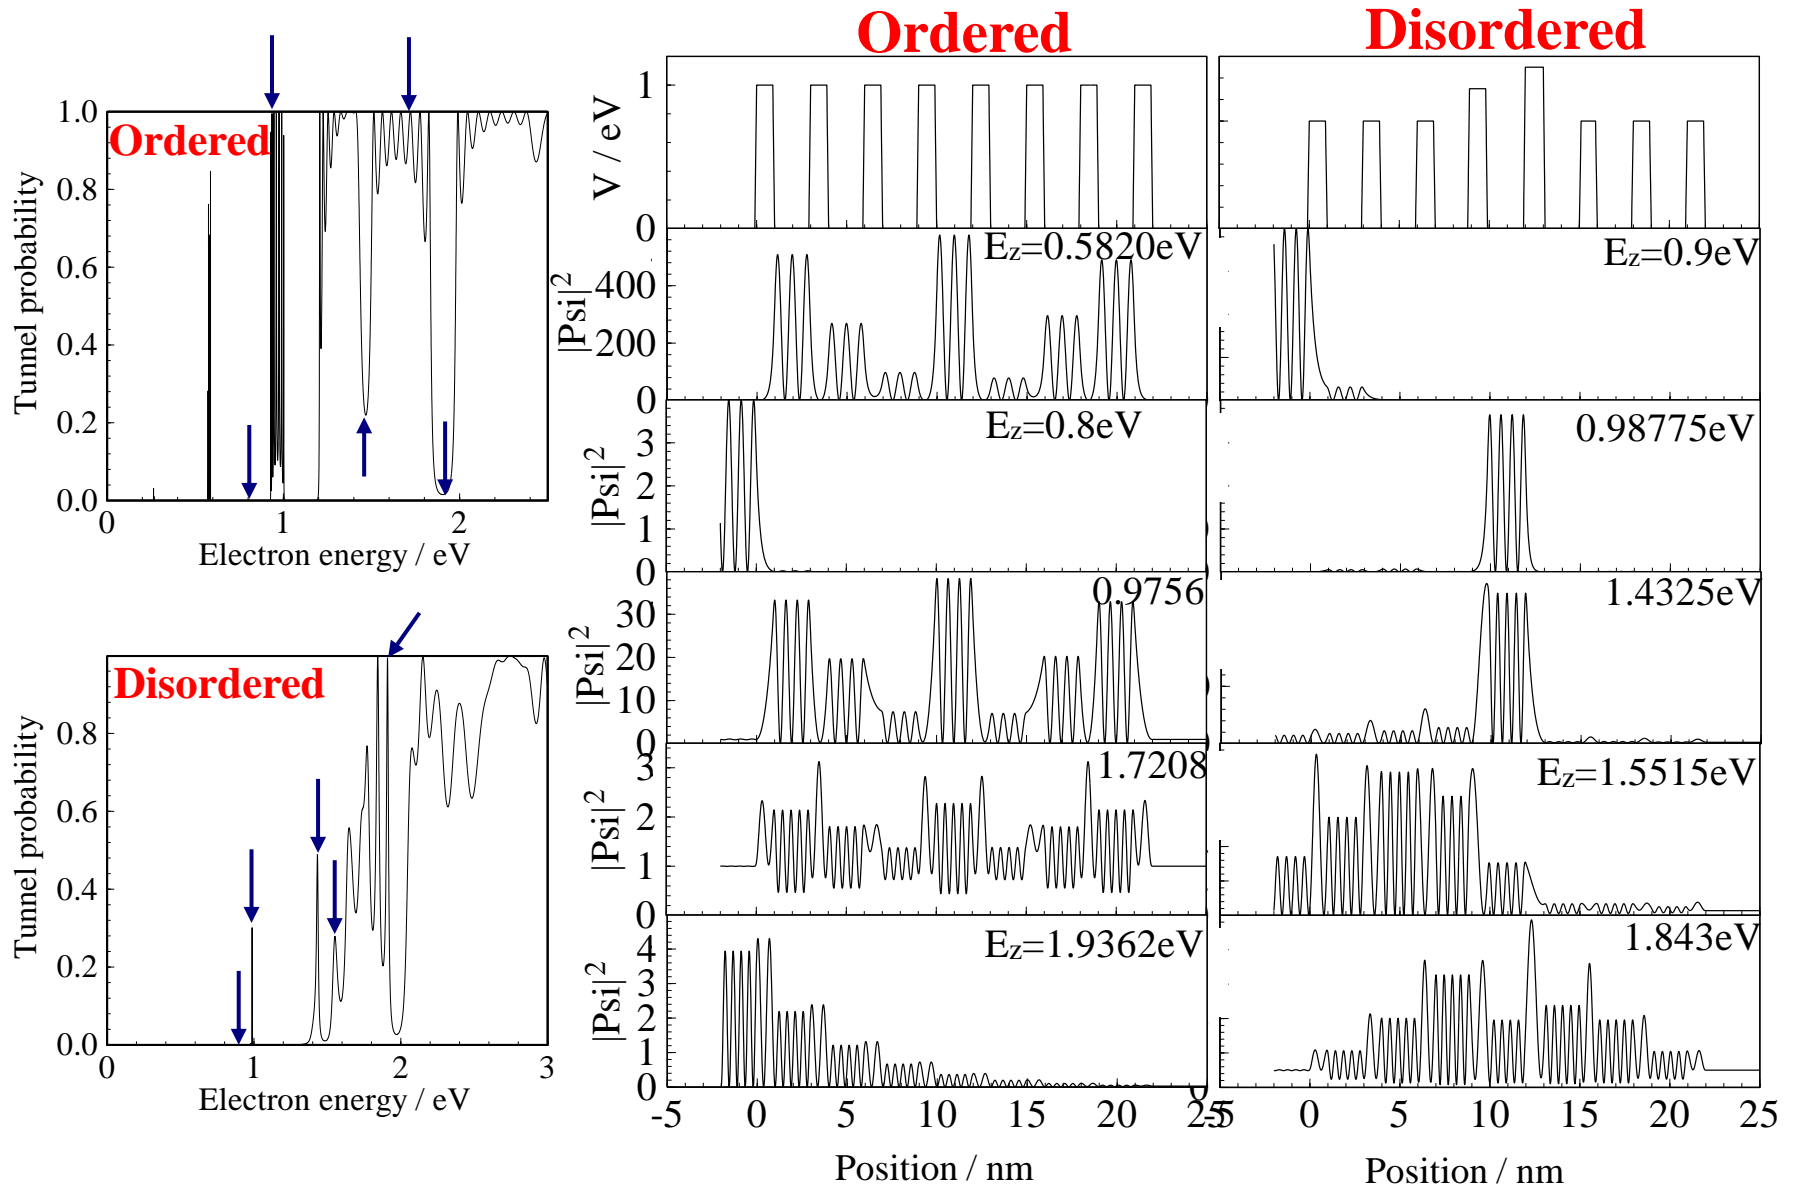 Ordered
Disordered
Tunnel probability
1.0
0.8
0.6
0.4
0.2
0.0
Ordered
0
1
2
Electron energy / eV
Tunnel probability
0.8
0.6
0.4
0.2
0.0
Disordered
0
1
2
3
Electron energy / eV
V / eV
1
0
|Psi|2
400
200
0
Ez=0.5820eV
Ez=0.9eV
|Psi|2
3
2
1
0
Ez=0.8eV
0.98775eV
|Psi|2
30
20
10
0
0.9756
1.4325eV
|Psi|2
3
2
1
0
1.7208
Ez=1.5515eV
|Psi|2
4
3
2
1
0
Ez=1.9362eV
1.843eV
-5
0
5
10
15
20
Position / nm
0
5
10
15
20
25
Position / nm